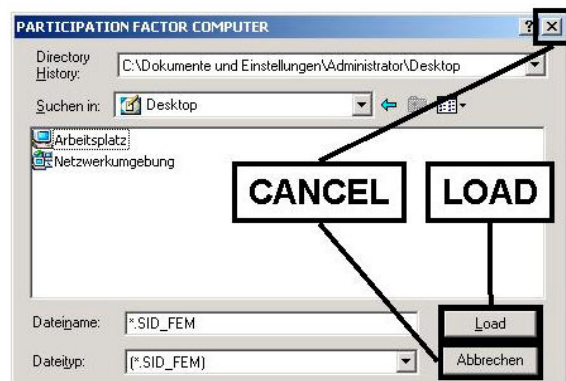 PARTICIPATION FACTOR COMPUTER
Directory History:
C:\Dokumente und Einstellungen\Administrator\Desktop
Suchen in:
Desktop
Arbeitsplatz
Netzwerkumgebung
CANCEL
LOAD
Dateiname:
*.SID_FEM
Load
Dateityp:
(*.SID_FEM)
Abbrechen